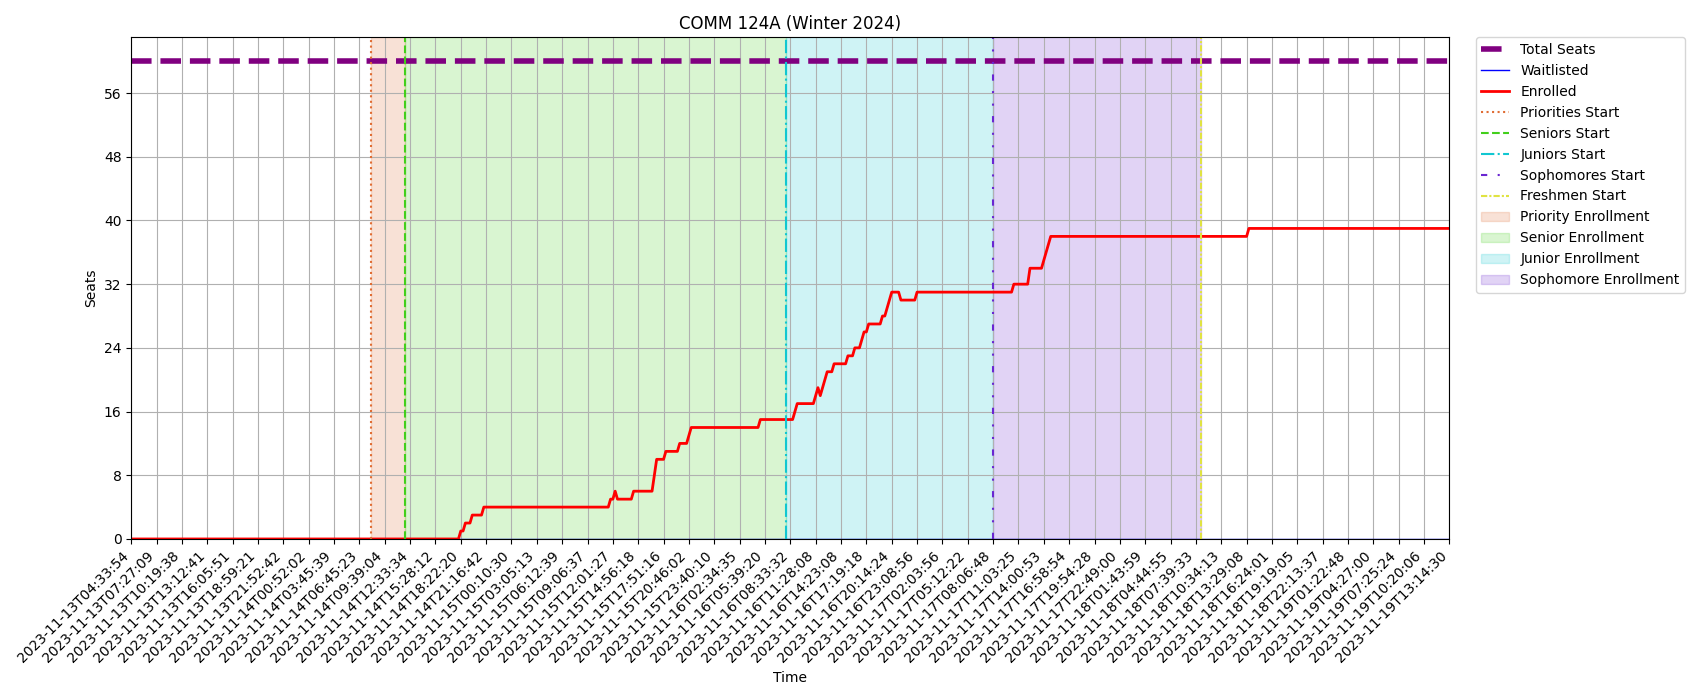 COMM 124A (Winter 2024)
Total Seats
Waitlisted
Enrolled
Priorities Start
Seniors Start
Juniors Start
Sophomores Start
Freshmen Start
Priority Enrollment
Senior Enrollment
Junior Enrollment
Sophomore Enrollment
Seats
56
48
40
32
24
16
8
0
2023-11-13T04:33:54
2023-11-13T07:27:09
2023-11-13T10:19:38
2023-11-13T13:12:41
2023-11-13T16:05:51
2023-11-13T18:59:21
2023-11-13T21:52:42
2023-11-14T00:52:02
2023-11-14T03:45:39
2023-11-14T06:45:23
2023-11-14T09:39:04
2023-11-14T12:33:34
2023-11-14T15:28:12
2023-11-14T18:22:20
2023-11-14T21:16:42
2023-11-15T00:10:30
2023-11-15T03:05:13
2023-11-15T06:12:39
2023-11-15T09:06:37
2023-11-15T12:01:27
2023-11-15T14:56:18
2023-11-15T17:51:16
2023-11-15T20:46:02
2023-11-15T23:40:10
2023-11-16T02:34:35
2023-11-16T05:39:20
2023-11-16T08:33:32
2023-11-16T11:28:08
2023-11-16T14:23:08
2023-11-16T17:19:18
2023-11-16T20:14:24
2023-11-16T23:08:56
2023-11-17T02:03:56
2023-11-17T05:12:22
2023-11-17T08:06:48
2023-11-17T11:03:25
2023-11-17T14:00:53
2023-11-17T16:58:54
2023-11-17T19:54:28
2023-11-17T22:49:00
2023-11-18T01:43:59
2023-11-18T04:44:55
2023-11-18T07:39:33
2023-11-18T10:34:13
2023-11-18T13:29:08
2023-11-18T16:24:01
2023-11-18T19:19:05
2023-11-18T22:13:37
2023-11-19T01:22:48
2023-11-19T04:27:00
2023-11-19T07:25:24
2023-11-19T10:20:06
2023-11-19T13:14:30
Time